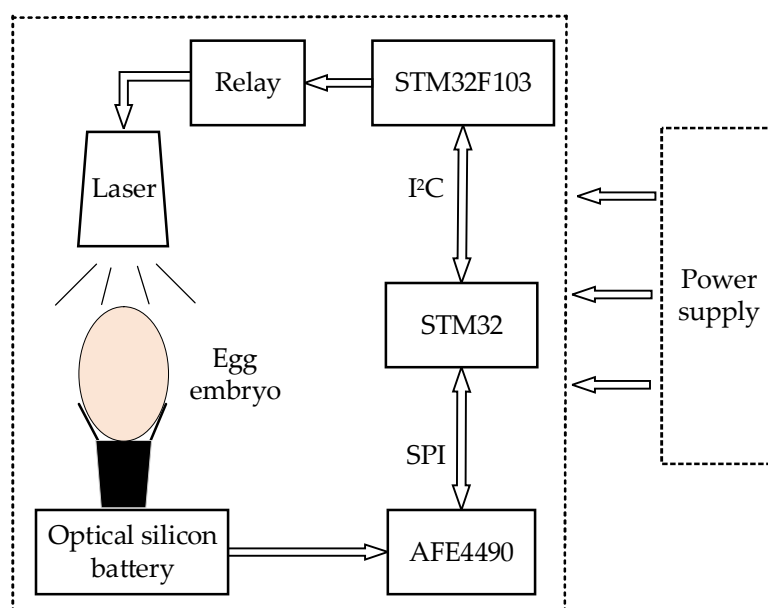 Relay
STM32F103
Laser
I²C
Power
supply
STM32
Egg
embryo
SPI
Optical silicon
battery
AFE4490